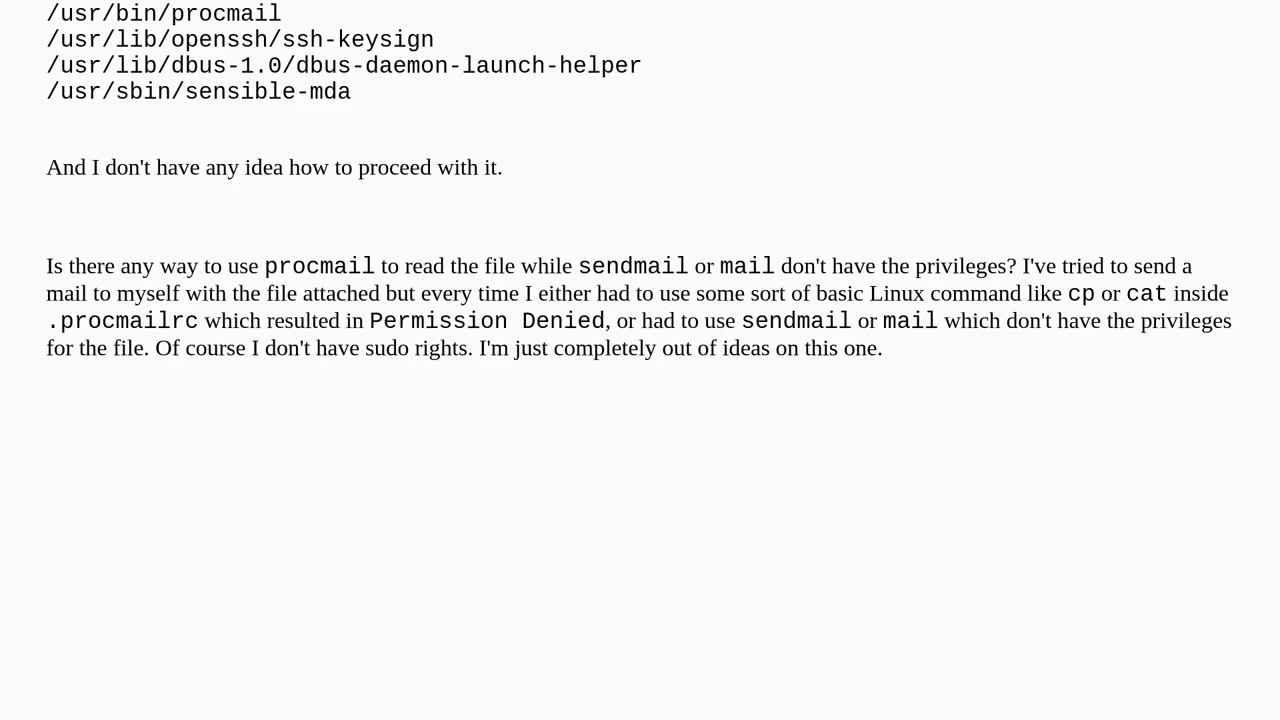 /usr/bin/procmail
/usr/lib/openssh/ssh-keysign
/usr/lib/dbus-1.0/dbus-daemon-launch-helper
/usr/sbin/sensible-mda
And I don't have any idea how to proceed with it.
Is there any way to use procmail to read the file while sendmail or mail don't have the privileges? I've tried to send a
mail to myself with the file attached but every time I either had to use some sort of basic Linux command like cp or cat inside
.procmailrc which resulted in Permission Denied, or had to use sendmail or mail which don't have the privileges
for the file. Of course I don't have sudo rights. I'm just completely out of ideas on this one.